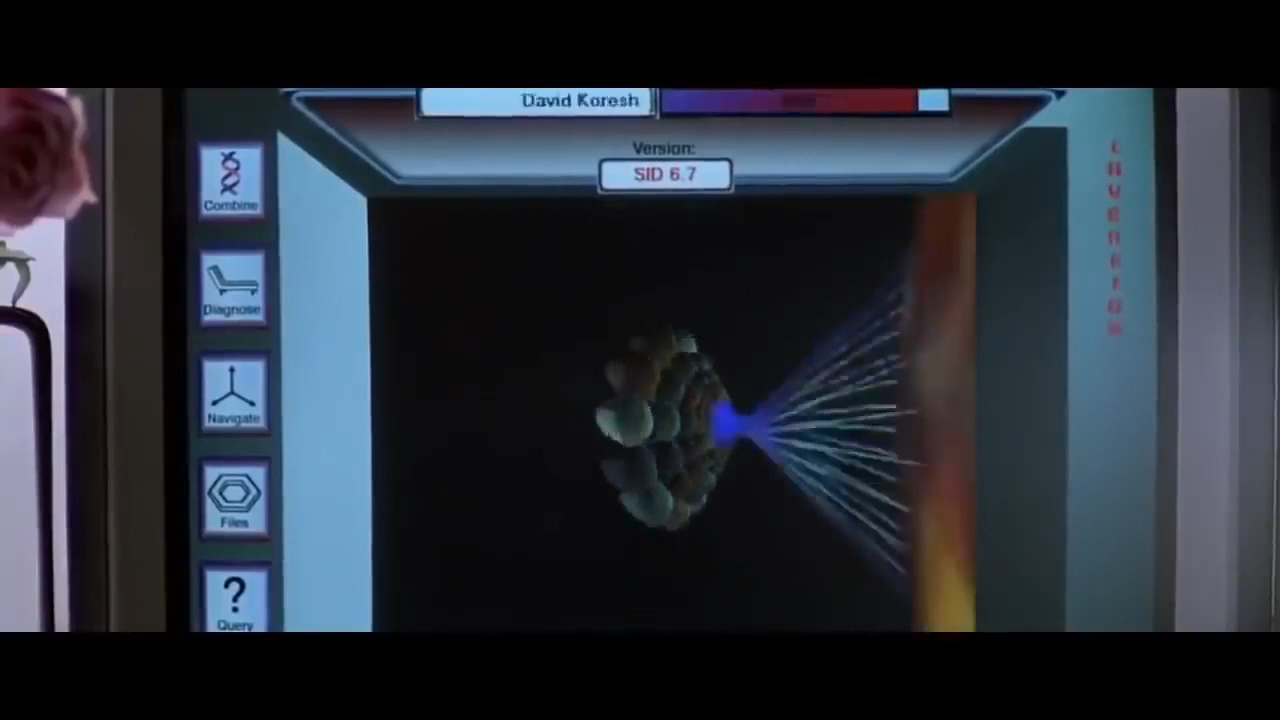 David Koresh
Version:
SID 6.7
Combine
Diagnose
Navigate
Files
?
Query